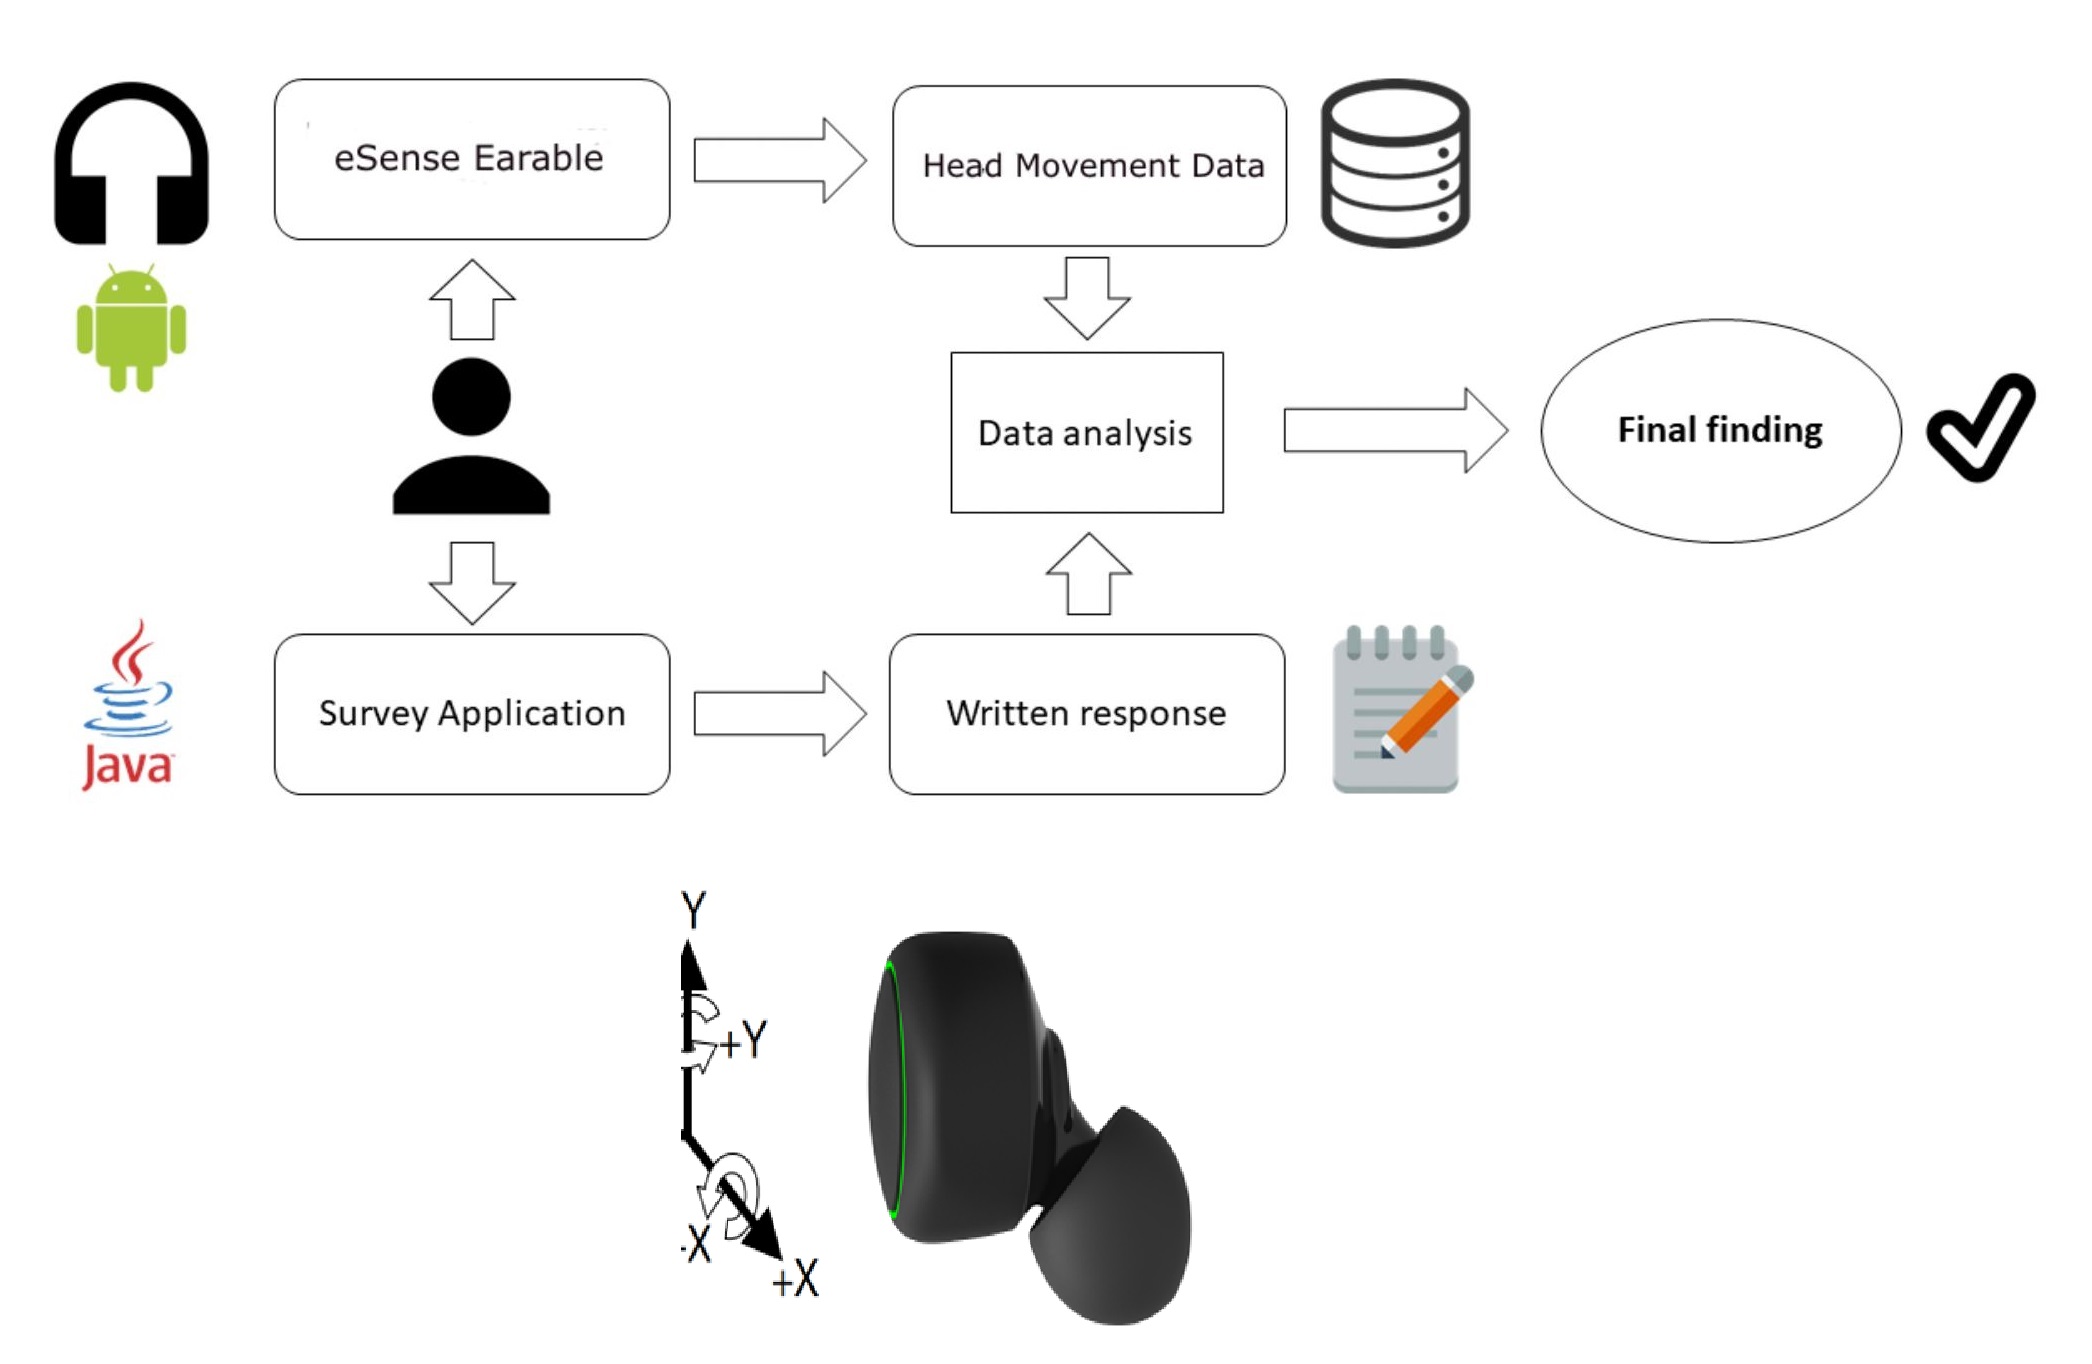 eSense Earable
Head Movement Data
Data analysis
Final finding
Java
Survey Application
Written response
Y
+Y
-X
+X